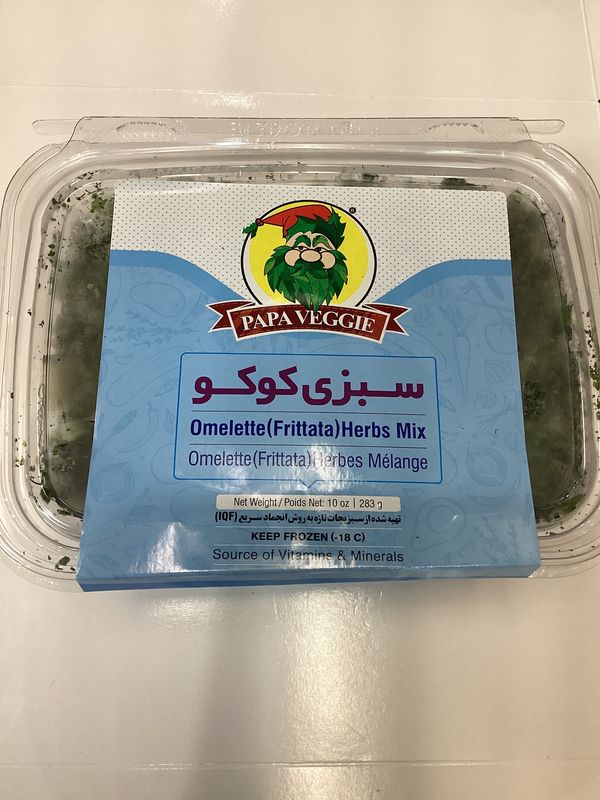 ®
PAPA VEGGIE
سبزی کوکو
Omelette(Frittata)Herbs Mix
Omelette(Frittata)Herbes Mélange
Net Weight / Poids Net: 10 oz | 283 g
تهیه شده از سبزیجات تازه به روش انجماد سریع (IQF)
KEEP FROZEN (-18 C)
Source of Vitamins & Minerals